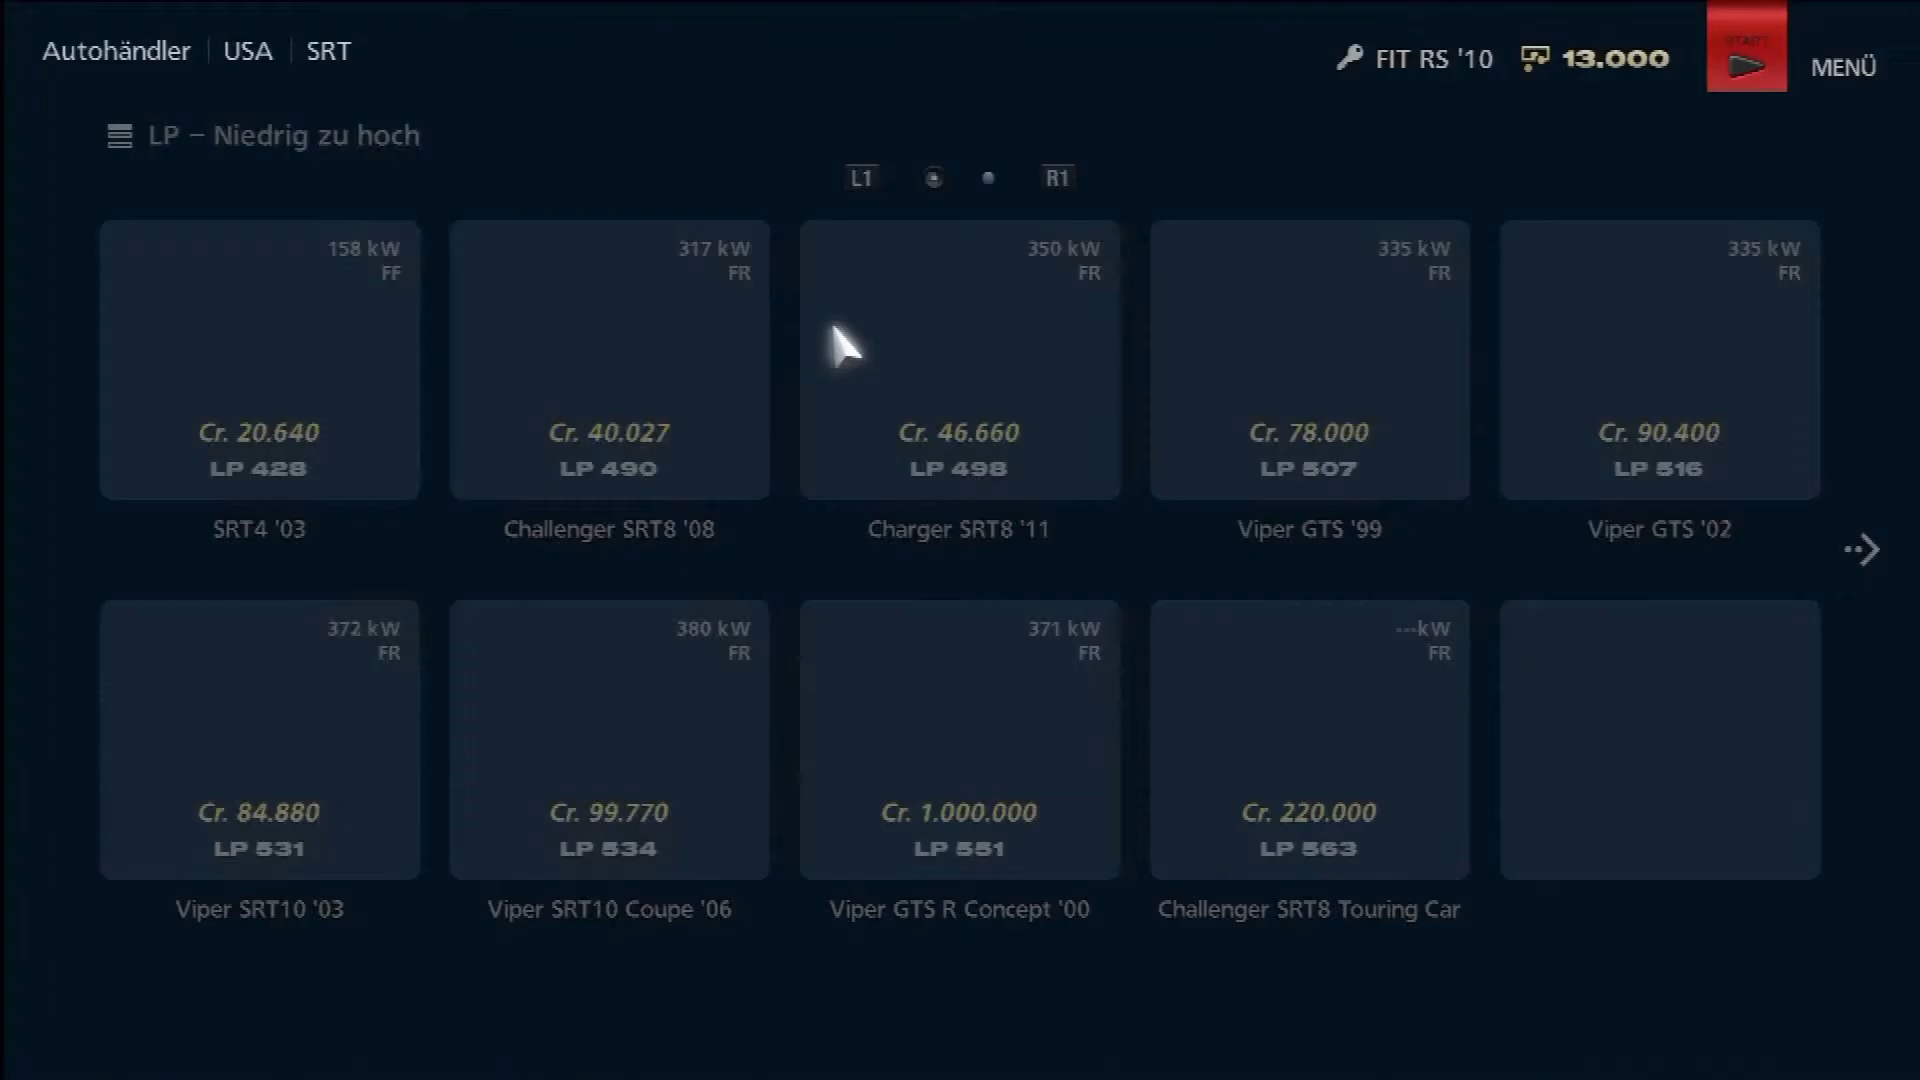 Autohändler USA SRT
FIT RS '10 13.000 START MENÜ
LP – Niedrig zu hoch
L1 R1
158 kW
FF
Cr. 20.640
LP 428
SRT4 '03
317 kW
FR
Cr. 40.027
LP 490
Challenger SRT8 '08
350 kW
FR
Cr. 46.660
LP 498
Charger SRT8 '11
335 kW
FR
Cr. 78.000
LP 507
Viper GTS '99
335 kW
FR
Cr. 90.400
LP 516
Viper GTS '02
372 kW
FR
Cr. 84.880
LP 531
Viper SRT10 '03
380 kW
FR
Cr. 99.770
LP 534
Viper SRT10 Coupe '06
371 kW
FR
Cr. 1.000.000
LP 551
Viper GTS R Concept '00
---kW
FR
Cr. 220.000
LP 563
Challenger SRT8 Touring Car